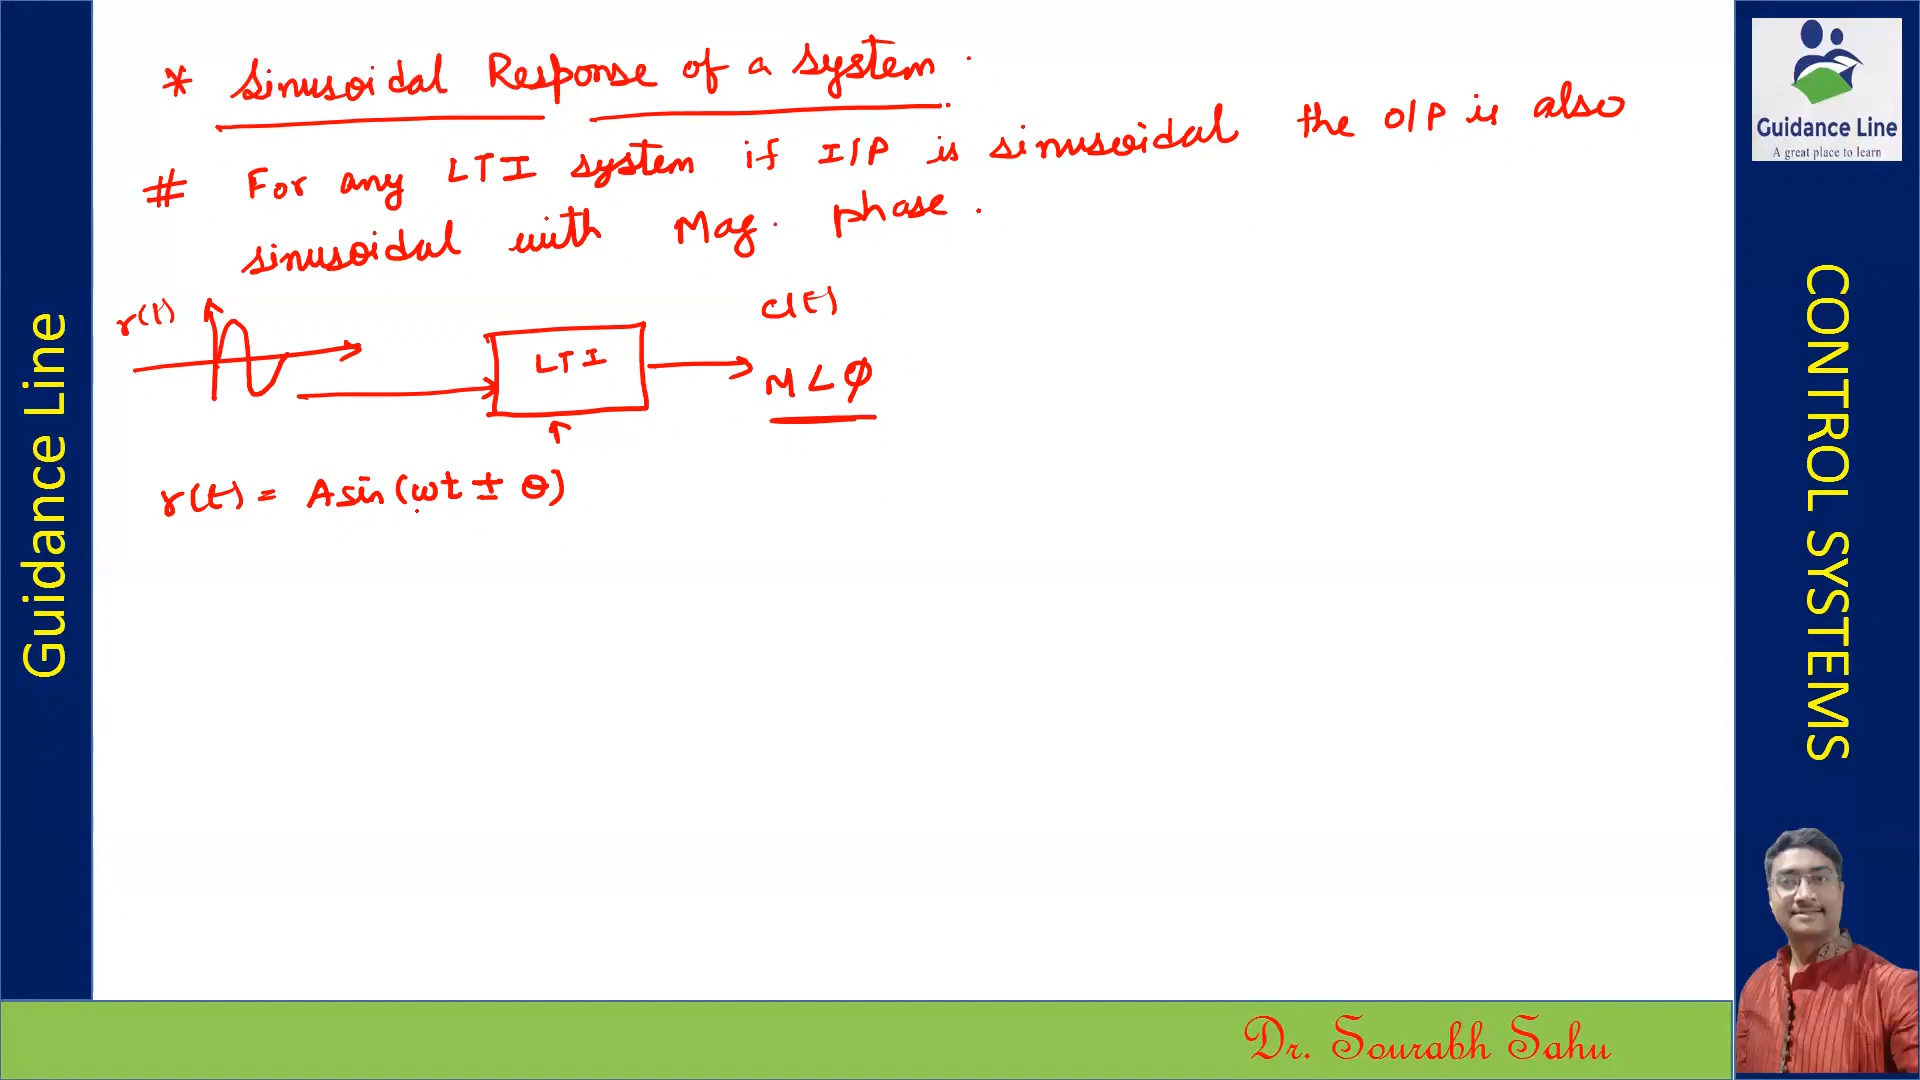 * Sinusoidal Response of a system.
# For any LTI system if I/P is sinusoidal the O/P is also
sinusoidal with Mag. phase.
r(t)
LTI
c(t)
M∠φ
r(t) = A sin(ωt ± θ)
Guidance Line
Guidance Line
A great place to learn
CONTROL SYSTEMS
Dr. Sourabh Sahu